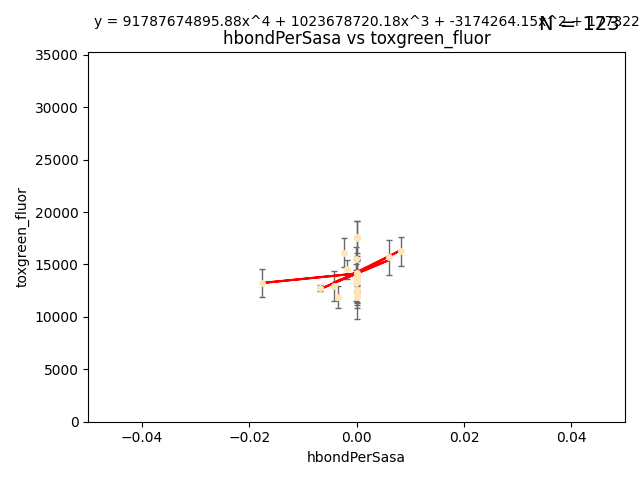 y = 91787674895.88x^4 + 1023678720.18x^3 + -3174264.15x^2 +
N = 123
hbondPerSasa vs toxgreen_fluor
35000
30000
25000
20000
15000
10000
5000
0
toxgreen_fluor
−0.04
−0.02
0.00
0.02
0.04
hbondPerSasa